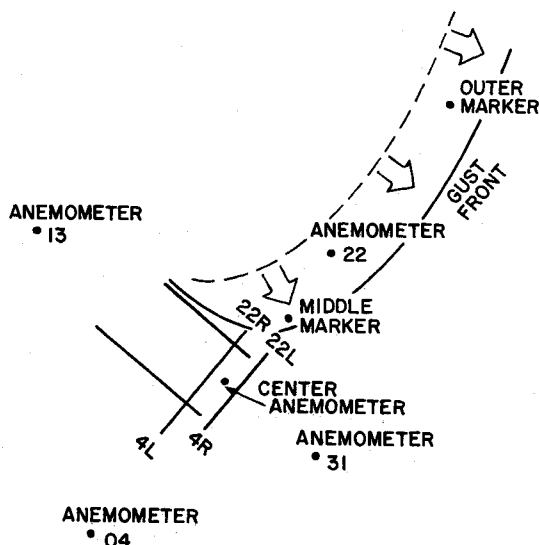 OUTER
MARKER
GUST
FRONT
ANEMOMETER
13
ANEMOMETER
22
MIDDLE
MARKER
22R
22L
CENTER
ANEMOMETER
4L
4R
ANEMOMETER
31
ANEMOMETER
04